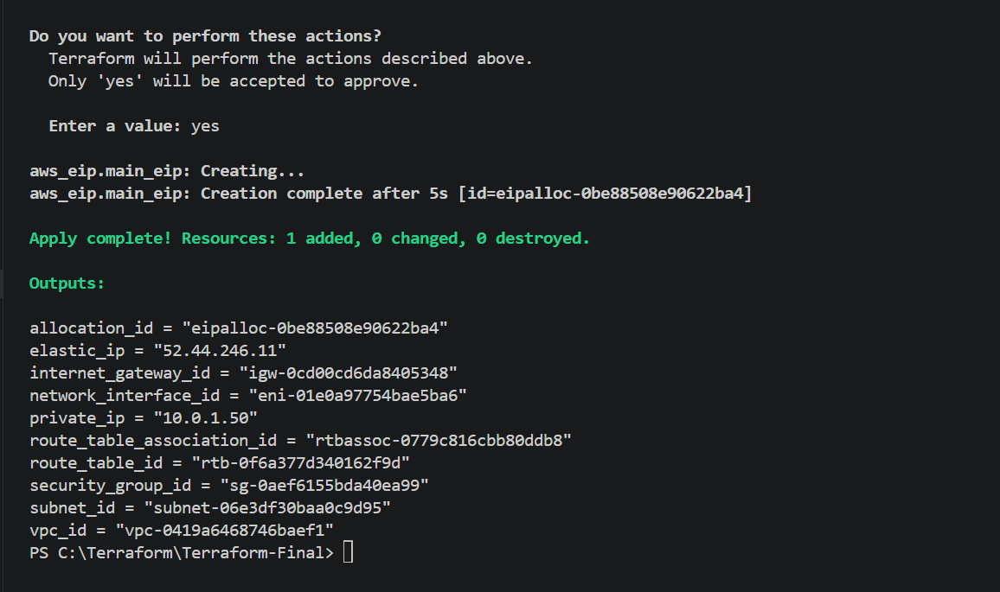 Do you want to perform these actions?
Terraform will perform the actions described above.
Only 'yes' will be accepted to approve.
Enter a value: yes
aws_eip.main_eip: Creating...
aws_eip.main_eip: Creation complete after 5s [id=eipalloc-0be88508e90622ba4]
Apply complete! Resources: 1 added, 0 changed, 0 destroyed.
Outputs:
allocation_id = "eipalloc-0be88508e90622ba4"
elastic_ip = "52.44.246.11"
internet_gateway_id = "igw-0cd00cd6da8405348"
network_interface_id = "eni-01e0a97754bae5ba6"
private_ip = "10.0.1.50"
route_table_association_id = "rtbassoc-0779c816cbb80ddb8"
route_table_id = "rtb-0f6a377d340162f9d"
security_group_id = "sg-0aef6155bda40ea99"
subnet_id = "subnet-06e3df30baa0c9d95"
vpc_id = "vpc-0419a6468746baef1"
PS C:\Terraform\Terraform-Final>